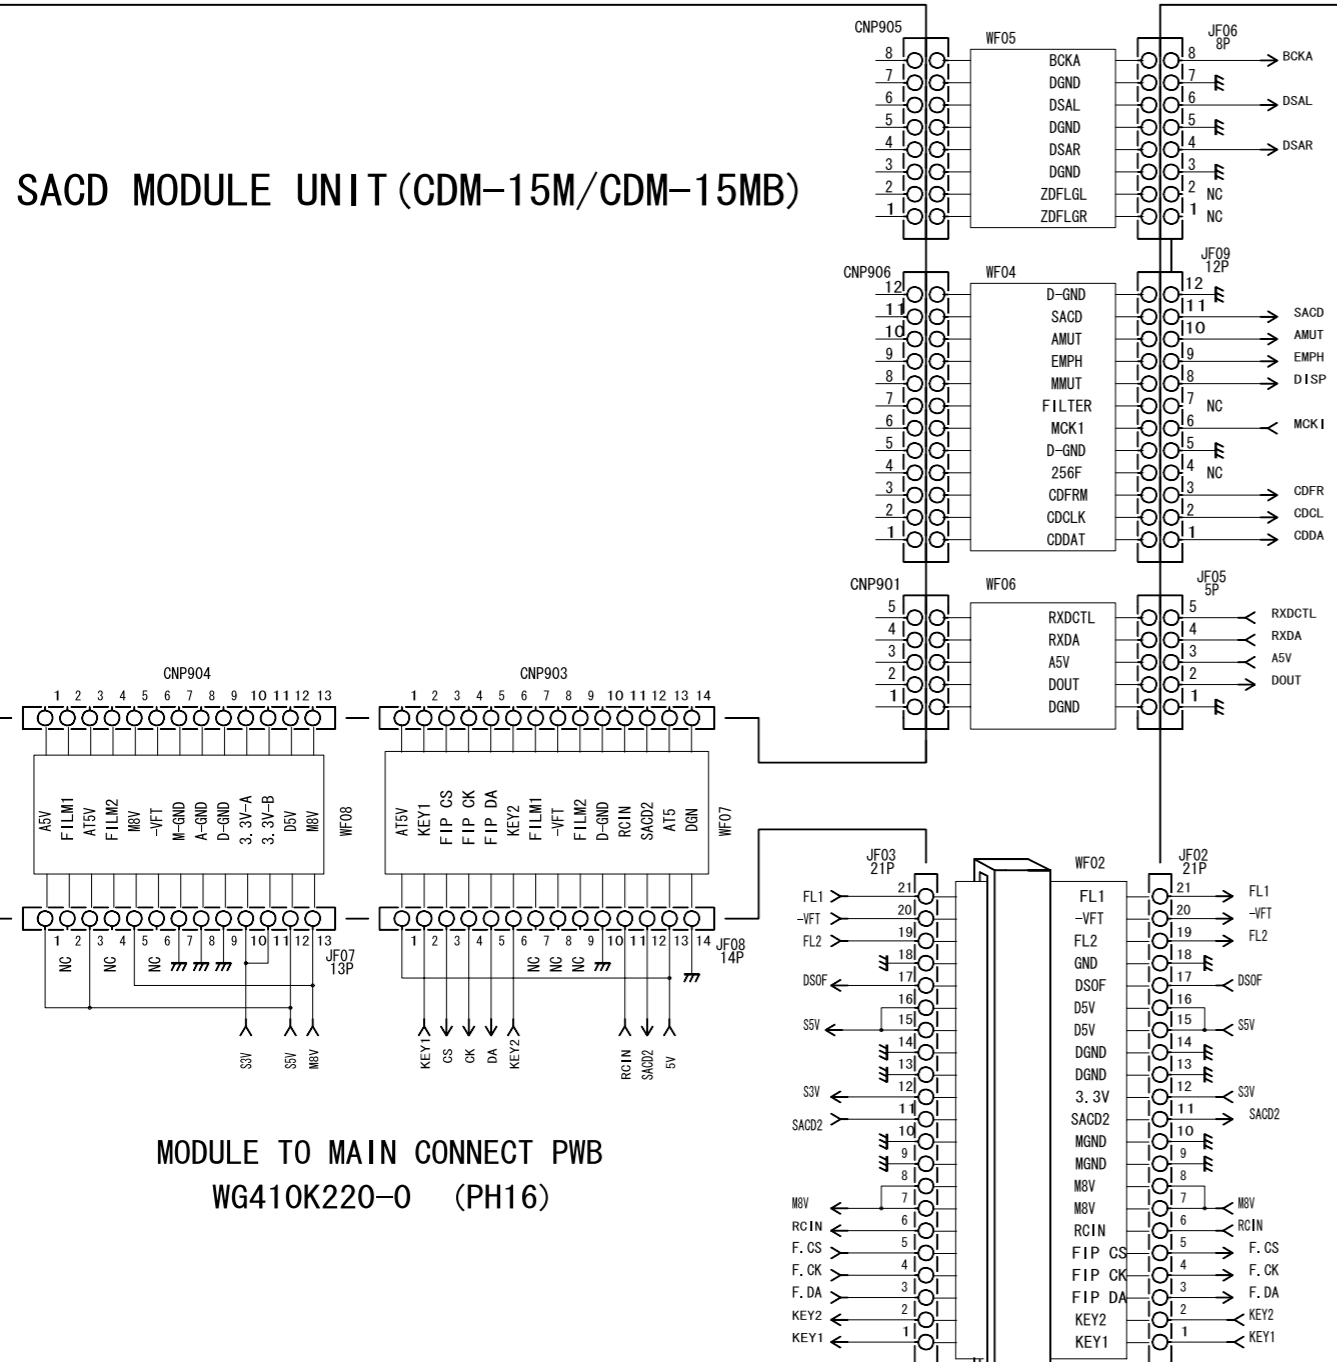 SACD MODULE UNIT(CDM-15M/CDM-15MB)
CNP905
WF05
JF06
8P
8 BCKA 8 BCKA
7 DGND 7
6 DSAL 6 DSAL
5 DGND 5
4 DSAR 4 DSAR
3 DGND 3
2 ZDFLGL 2 NC
1 ZDFLGR 1 NC
CNP906
WF04
JF09
12P
12 D-GND 12
11 SACD 11 SACD
10 AMUT 10 AMUT
9 EMPH 9 EMPH
8 MMUT 8 DISP
7 FILTER 7 NC
6 MCK1 6 MCKI
5 D-GND 5
4 256F 4 NC
3 CDFRM 3 CDFR
2 CDCLK 2 CDCL
1 CDDAT 1 CDDA
CNP901
WF06
JF05
5P
5 RXDCTL 5 RXDCTL
4 RXDA 4 RXDA
3 A5V 3 A5V
2 DOUT 2 DOUT
1 DGND 1
CNP904
1 2 3 4 5 6 7 8 9 10 11 12 13
A5V
FILM1
AT5V
FILM2
M8V
-VFT
M-GND
A-GND
D-GND
3.3V-A
3.3V-B
D5V
M8V
WF08
1 2 3 4 5 6 7 8 9 10 11 12 13
JF07
13P
NC
NC
NC
S3V
S5V
M8V
CNP903
1 2 3 4 5 6 7 8 9 10 11 12 13 14
AT5V
KEY1
FIP CS
FIP CK
FIP DA
KEY2
FILM1
-VFT
FILM2
D-GND
RCIN
SACD2
AT5
DGN
WF07
1 2 3 4 5 6 7 8 9 10 11 12 13 14
JF08
14P
NC
NC
NC
KEY1
CS
CK
DA
KEY2
RCIN
SACD2
5V
MODULE TO MAIN CONNECT PWB
WG410K220-0 (PH16)
JF03
21P
WF02
JF02
21P
FL1 21 FL1 21 FL1
-VFT 20 -VFT 20 -VFT
FL2 19 FL2 19 FL2
18 GND 18
DSOF 17 DSOF 17 DSOF
16 D5V 16
S5V 15 D5V 15 S5V
14 DGND 14
13 DGND 13
S3V 12 3.3V 12 S3V
SACD2 11 SACD2 11 SACD2
10 MGND 10
9 MGND 9
8 M8V 8
M8V 7 M8V 7 M8V
RCIN 6 RCIN 6 RCIN
F.CS 5 FIP CS 5 F.CS
F.CK 4 FIP CK 4 F.CK
F.DA 3 FIP DA 3 F.DA
KEY2 2 KEY2 2 KEY2
KEY1 1 KEY1 1 KEY1